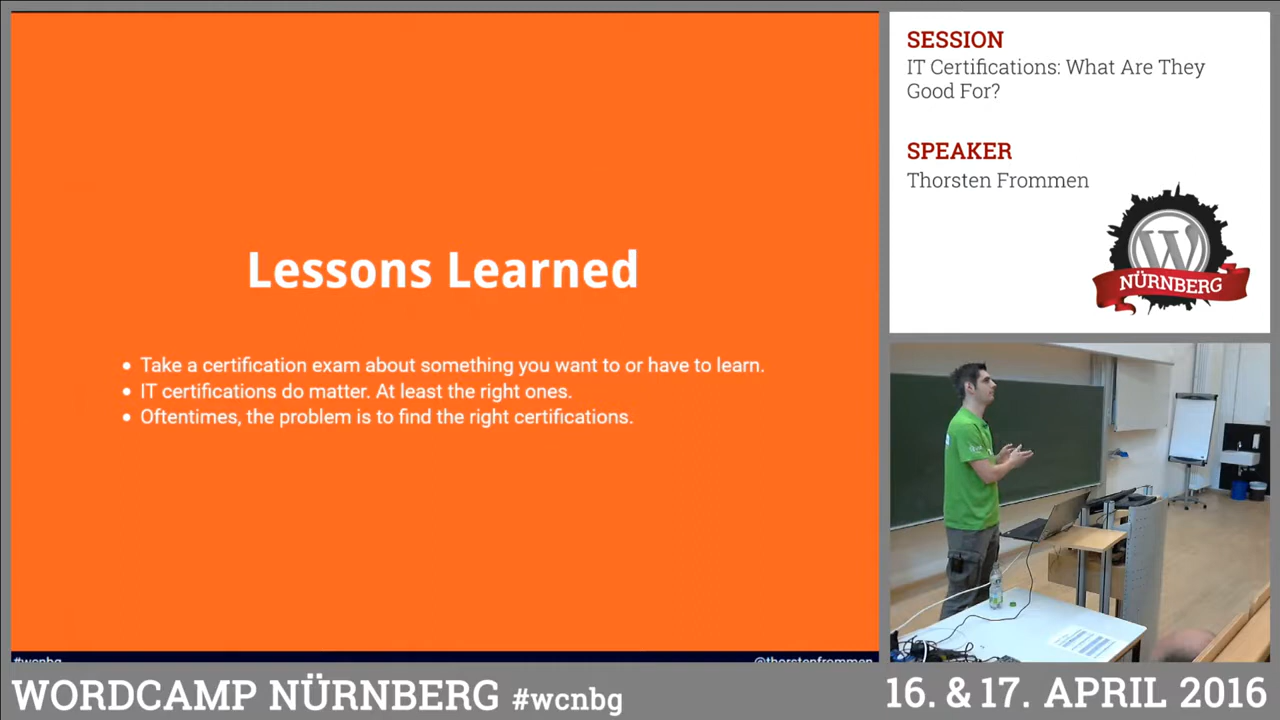 Lessons Learned
Take a certification exam about something you want to or have to learn.
IT certifications do matter. At least the right ones.
Oftentimes, the problem is to find the right certifications.
#wcnbg
@thorstenfrommen
SESSION
IT Certifications: What Are They
Good For?
SPEAKER
Thorsten Frommen
W
NÜRNBERG
WORDCAMP NÜRNBERG #wcnbg
16. & 17. APRIL 2016